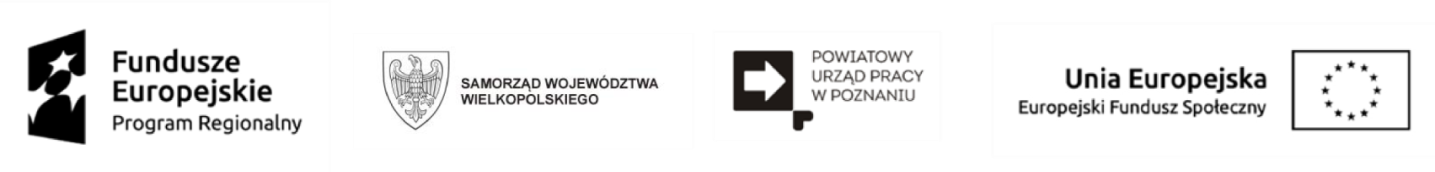 Fundusze
Europejskie
Program Regionalny
SAMORZĄD WOJEWÓDZTWA
WIELKOPOLSKIEGO
POWIATOWY
URZĄD PRACY
W POZNANIU
Unia Europejska
Europejski Fundusz Społeczny